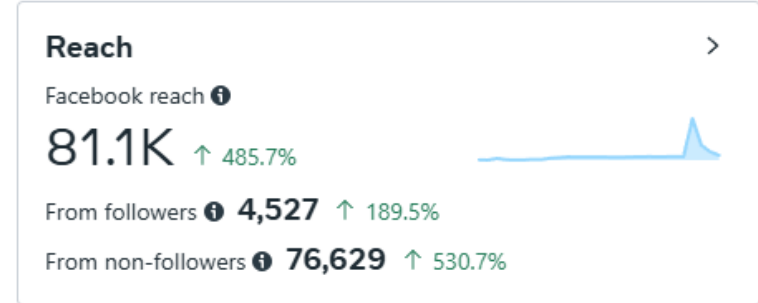 Reach
Facebook reach
81.1K ↑ 485.7%
From followers 4,527 ↑ 189.5%
From non-followers 76,629 ↑ 530.7%